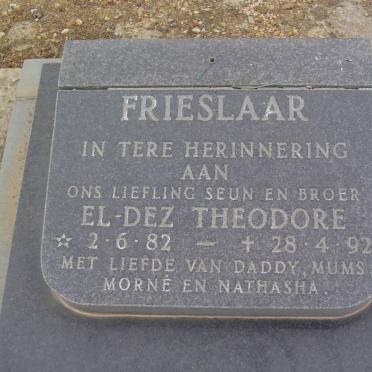 FRIESLAAR
IN TERE HERINNERING
AAN
ONS LIEFLING SEUN EN BROER
EL-DEZ THEODORE
☆ 2·6·82 — + 28·4·92
MET LIEFDE VAN DADDY, MUMS
MORNÉ EN NATHASHA